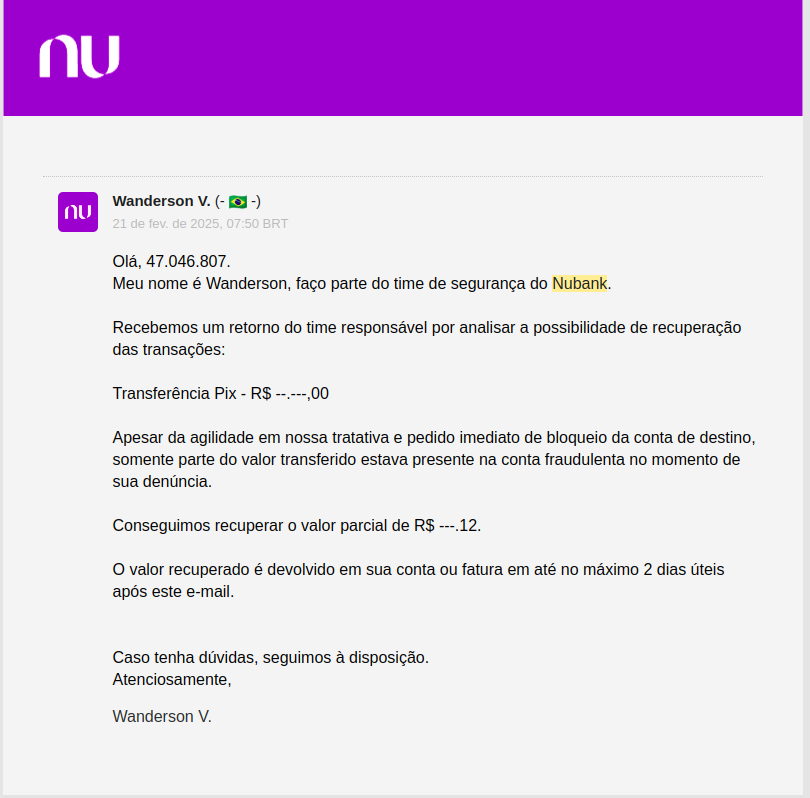 nu
nu
Wanderson V. (- 🇧🇷 -)
21 de fev. de 2025, 07:50 BRT
Olá, 47.046.807.
Meu nome é Wanderson, faço parte do time de segurança do Nubank.
Recebemos um retorno do time responsável por analisar a possibilidade de recuperação
das transações:
Transferência Pix - R$ --.---,00
Apesar da agilidade em nossa tratativa e pedido imediato de bloqueio da conta de destino,
somente parte do valor transferido estava presente na conta fraudulenta no momento de
sua denúncia.
Conseguimos recuperar o valor parcial de R$ ---.12.
O valor recuperado é devolvido em sua conta ou fatura em até no máximo 2 dias úteis
após este e-mail.
Caso tenha dúvidas, seguimos à disposição.
Atenciosamente,
Wanderson V.